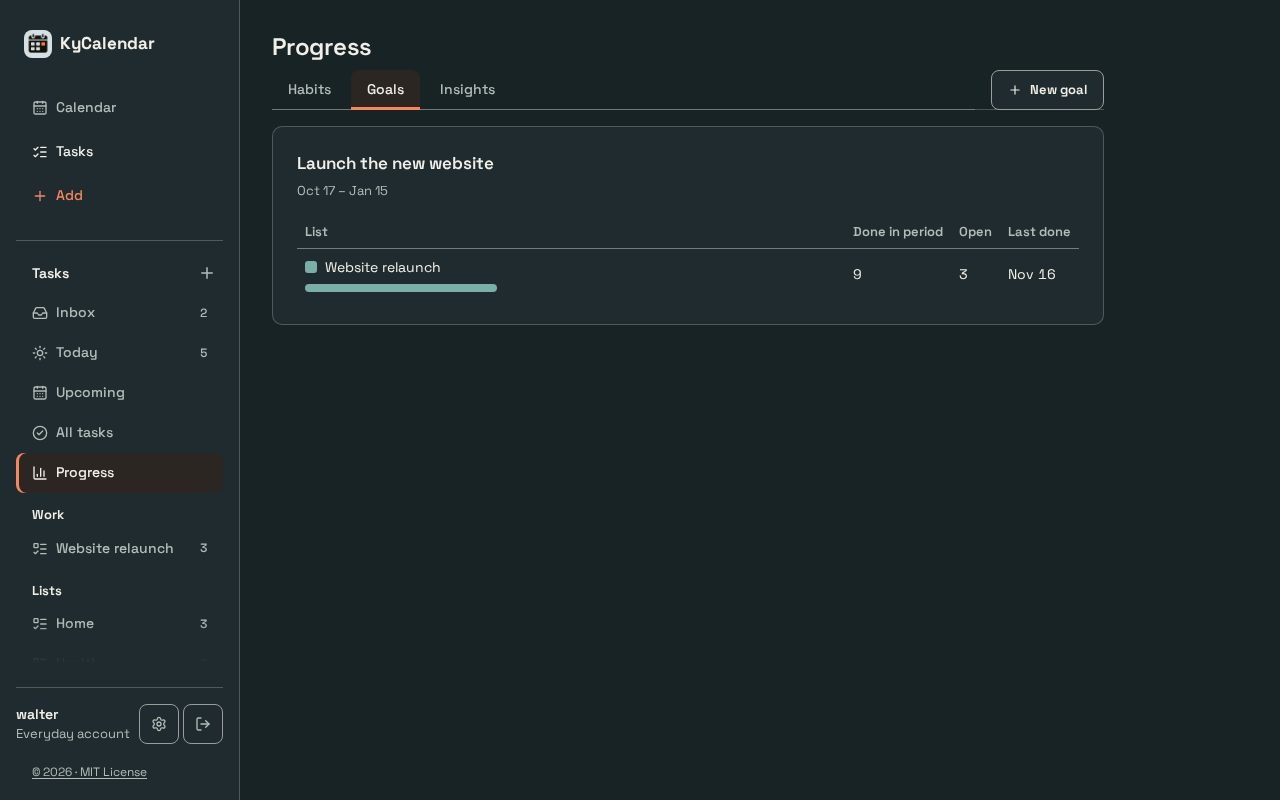 KyCalendar
Calendar
Tasks
Add
Tasks
Inbox 2
Today 5
Upcoming
All tasks
Progress
Work
Website relaunch 3
Lists
Home 3
walter
Everyday account
© 2026 · MIT License
Progress
Habits Goals Insights
New goal
Launch the new website
Oct 17 – Jan 15
List Done in period Open Last done
Website relaunch 9 3 Nov 16